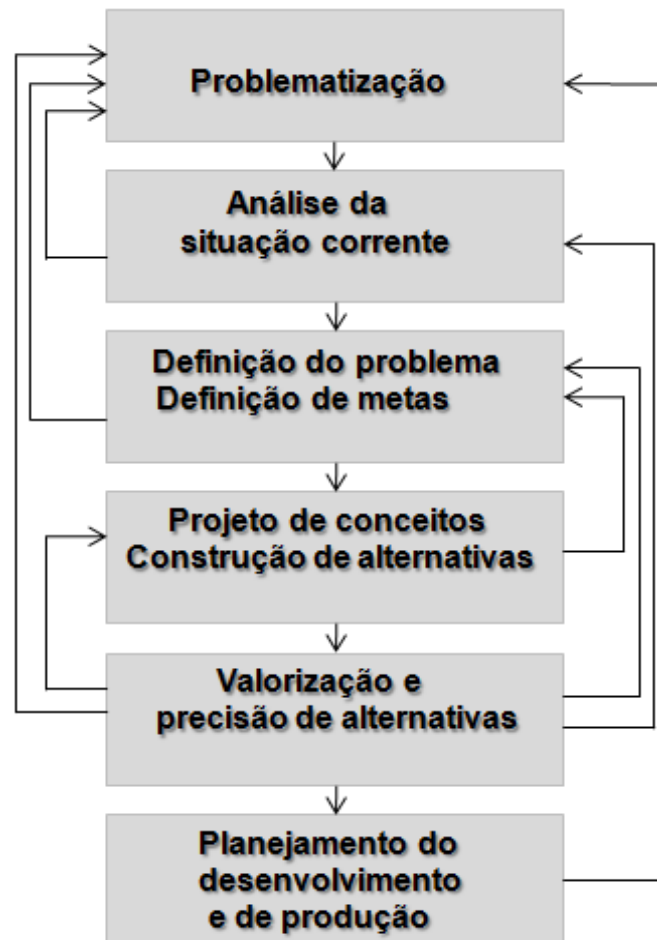 Problematização
Análise da
situação corrente
Definição do problema
Definição de metas
Projeto de conceitos
Construção de alternativas
Valorização e
precisão de alternativas
Planejamento do
desenvolvimento
e de produção